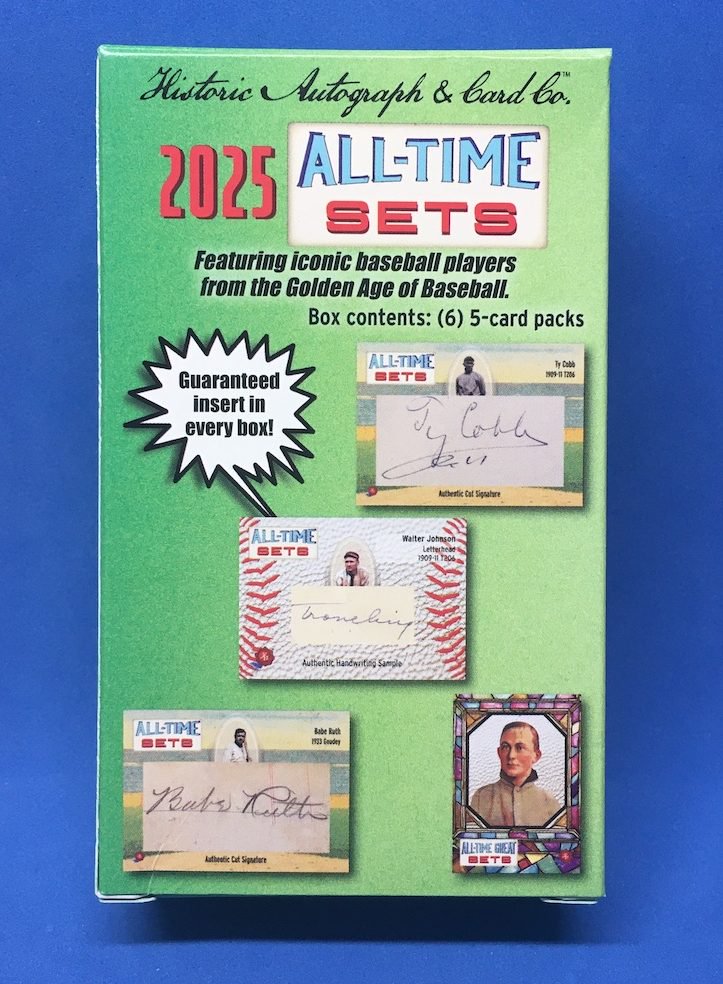 Historic Autograph & Card Co.™
2025 ALL-TIME
SETS
Featuring iconic baseball players
from the Golden Age of Baseball.
Box contents: (6) 5-card packs
Guaranteed
insert in
every box!
ALL-TIME
SETS
Ty Cobb
1909-11 T206
Ty Cobb
Authentic Cut Signature
ALL-TIME
SETS
Walter Johnson
Letterhead
1909-11 T206
Traveling
Authentic Handwriting Sample
ALL-TIME
SETS
Babe Ruth
1933 Goudey
Babe Ruth
Authentic Cut Signature
ALL-TIME GREAT
SETS